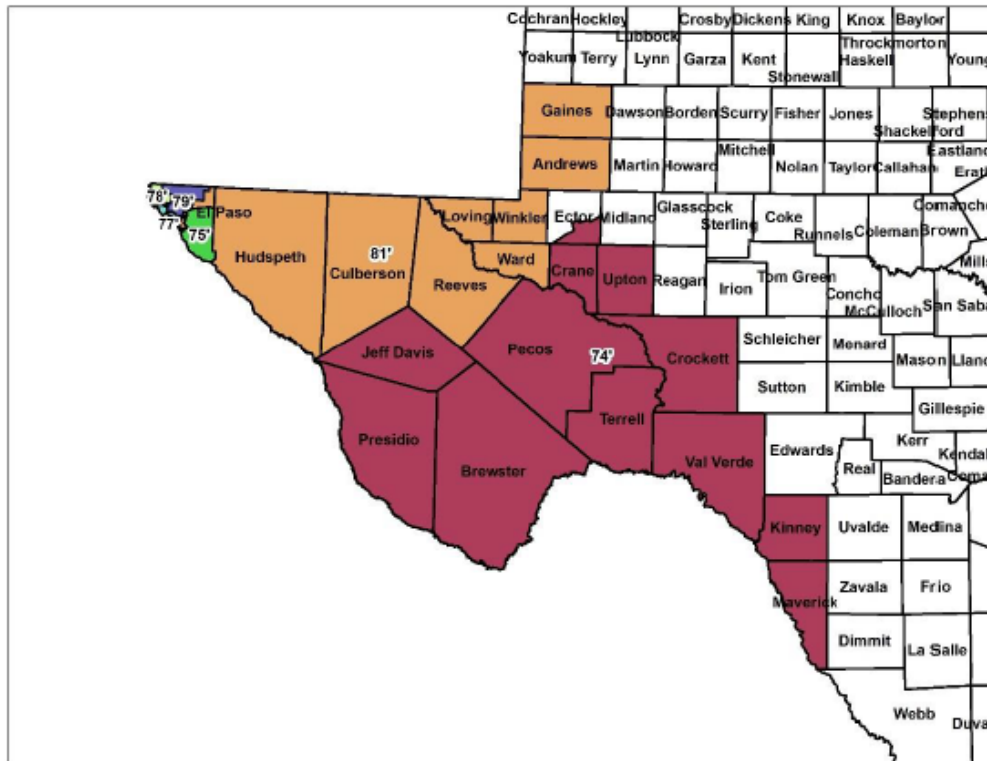 Cochran Hockley Crosby Dickens King Knox Baylor
Lubbock
Yoakum Terry Lynn Garza Kent Stonewall Haskell Throckmorton Young
Gaines Dawson Borden Scurry Fisher Jones Shackelford Stephens
Andrews Martin Howard Mitchell Nolan Taylor Callahan Eastland
Erath
78' 79' El Paso 77' 75'
Loving Winkler Ector Midland Glasscock Sterling Coke Runnels Coleman Brown Comanche
Hudspeth 81' Culberson Reeves Ward Crane Upton Reagan Irion Tom Green Concho McCulloch San Saba Mills
Jeff Davis Pecos 74' Crockett Schleicher Menard Mason Llano
Sutton Kimble Gillespie
Presidio Brewster Terrell Val Verde Edwards Real Kerr Bandera Kendall Comal
Kinney Uvalde Medina
Maverick Zavala Frio
Dimmit La Salle
Webb Duval